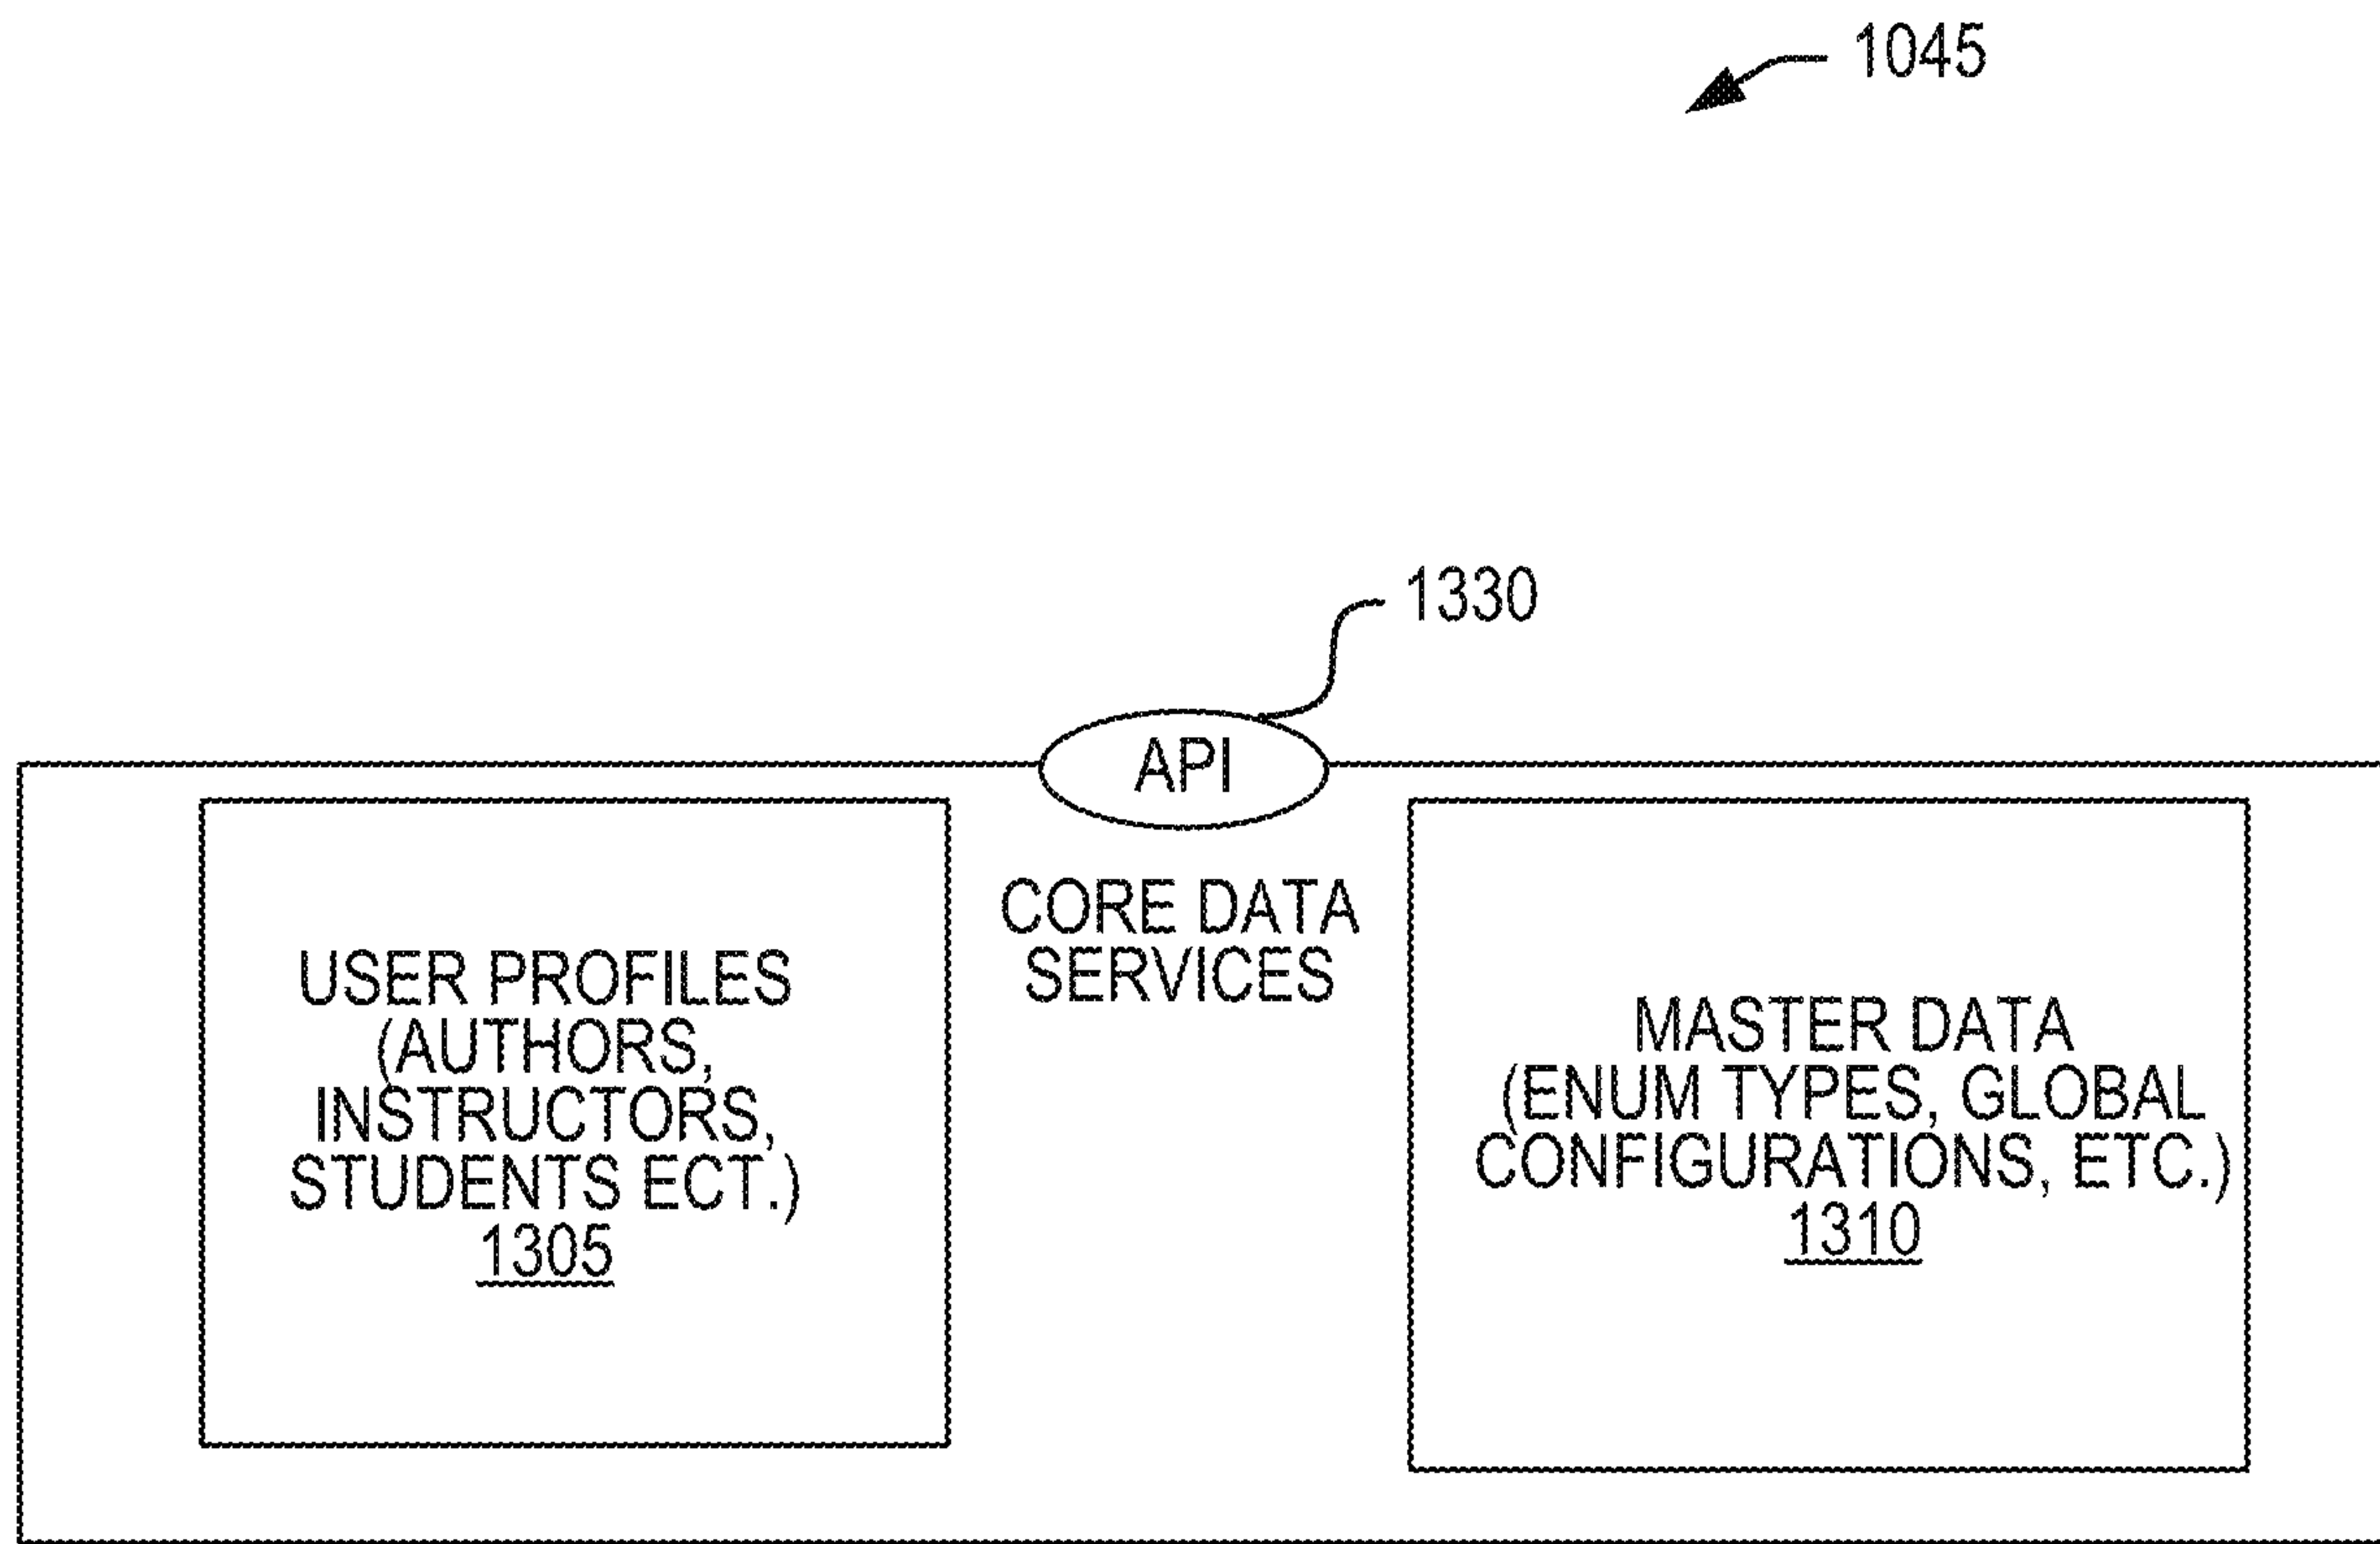 1045
1330
API
CORE DATA
SERVICES
USER PROFILES
(AUTHORS,
INSTRUCTORS,
STUDENTS ECT.)
1305
MASTER DATA
(ENUM TYPES, GLOBAL
CONFIGURATIONS, ETC.)
1310